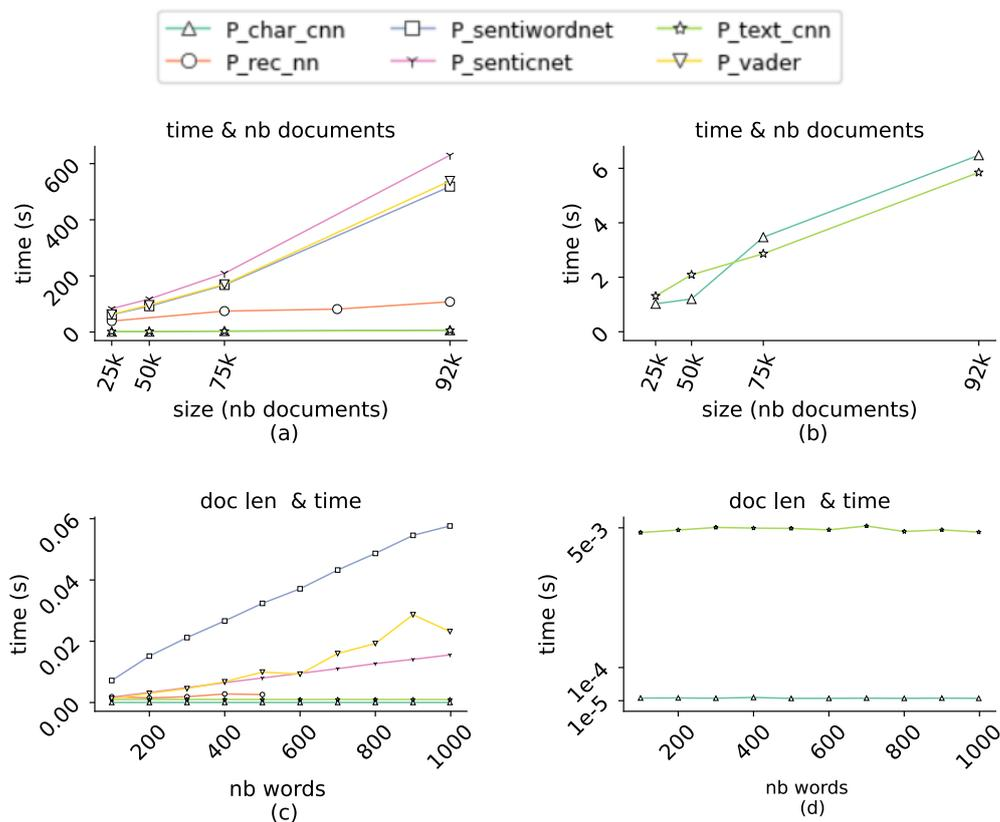 P_char_cnn P_sentiwordnet P_text_cnn
P_rec_nn P_senticnet P_vader
time & nb documents
600
400
200
0
time (s)
25k 50k 75k 92k
size (nb documents)
(a)
time & nb documents
6
4
2
0
time (s)
25k 50k 75k 92k
size (nb documents)
(b)
doc len & time
0.06
0.04
0.02
0.00
time (s)
200 400 600 800 1000
nb words
(c)
doc len & time
5e-3
1e-4
1e-5
time (s)
200 400 600 800 1000
nb words
(d)